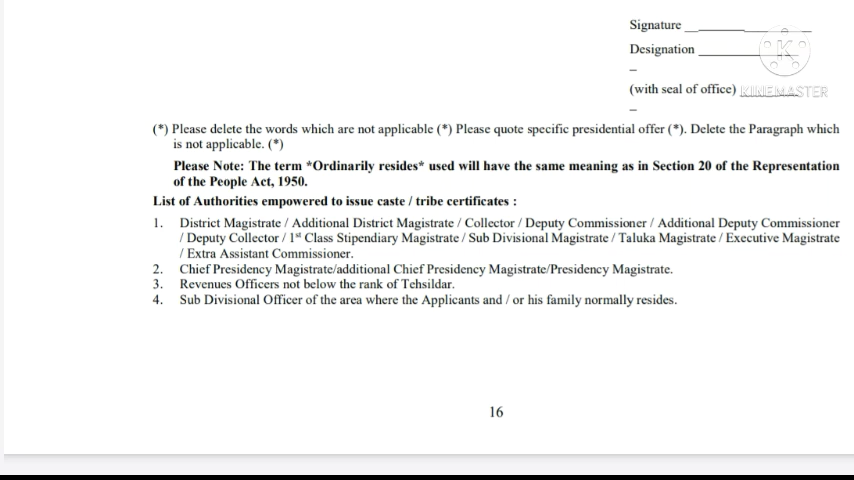 Signature ____________________
Designation ______________
_
(with seal of office) KINEMASTER
_
(*) Please delete the words which are not applicable (*) Please quote specific presidential offer (*). Delete the Paragraph which
is not applicable. (*)
Please Note: The term *Ordinarily resides* used will have the same meaning as in Section 20 of the Representation
of the People Act, 1950.
List of Authorities empowered to issue caste / tribe certificates :
1. District Magistrate / Additional District Magistrate / Collector / Deputy Commissioner / Additional Deputy Commissioner
/ Deputy Collector / 1st Class Stipendiary Magistrate / Sub Divisional Magistrate / Taluka Magistrate / Executive Magistrate
/ Extra Assistant Commissioner.
2. Chief Presidency Magistrate/additional Chief Presidency Magistrate/Presidency Magistrate.
3. Revenues Officers not below the rank of Tehsildar.
4. Sub Divisional Officer of the area where the Applicants and / or his family normally resides.
16